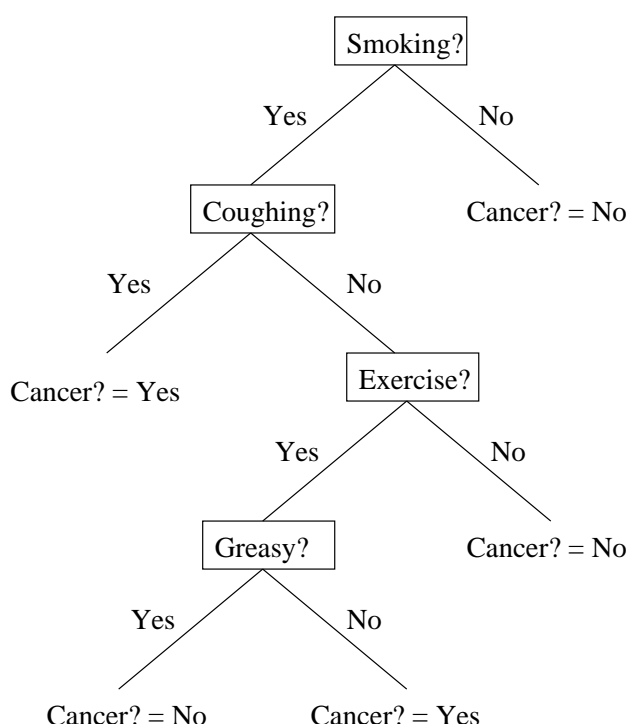 Smoking?
Yes
No
Coughing?
Cancer? = No
Yes
No
Cancer? = Yes
Exercise?
Yes
No
Greasy?
Cancer? = No
Yes
No
Cancer? = No
Cancer? = Yes